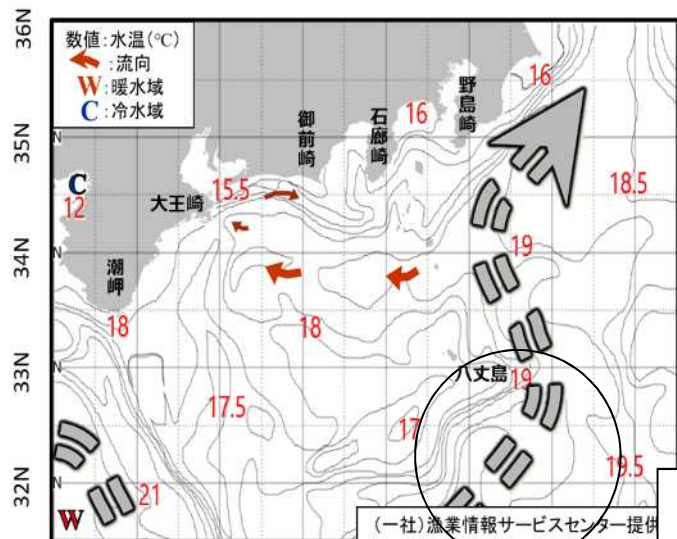 36N
数値:水温(℃)
:流向
W:暖水域
C:冷水域
御前崎
石廊崎
野島崎
16
16
35N
C
12
大王崎
15.5
18.5
34N
19
潮岬
18
18
33N
八丈島
19
17.5
17
32N
21
19.5
W
(一社)漁業情報サービスセンター提供